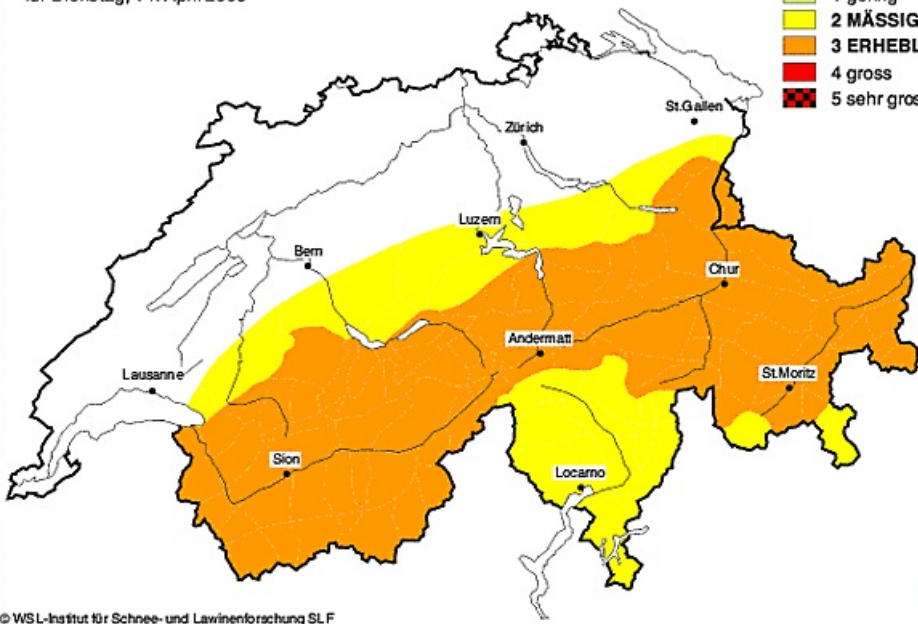 2 MÄSSIG
3 ERHEBL
4 gross
5 sehr gros
St.Gallen
Zürich
Luzern
Bern
Chur
Andermatt
Lausanne
St.Moritz
Sion
Locarno
© WSL-Institut für Schnee- und Lawinenforschung SLF